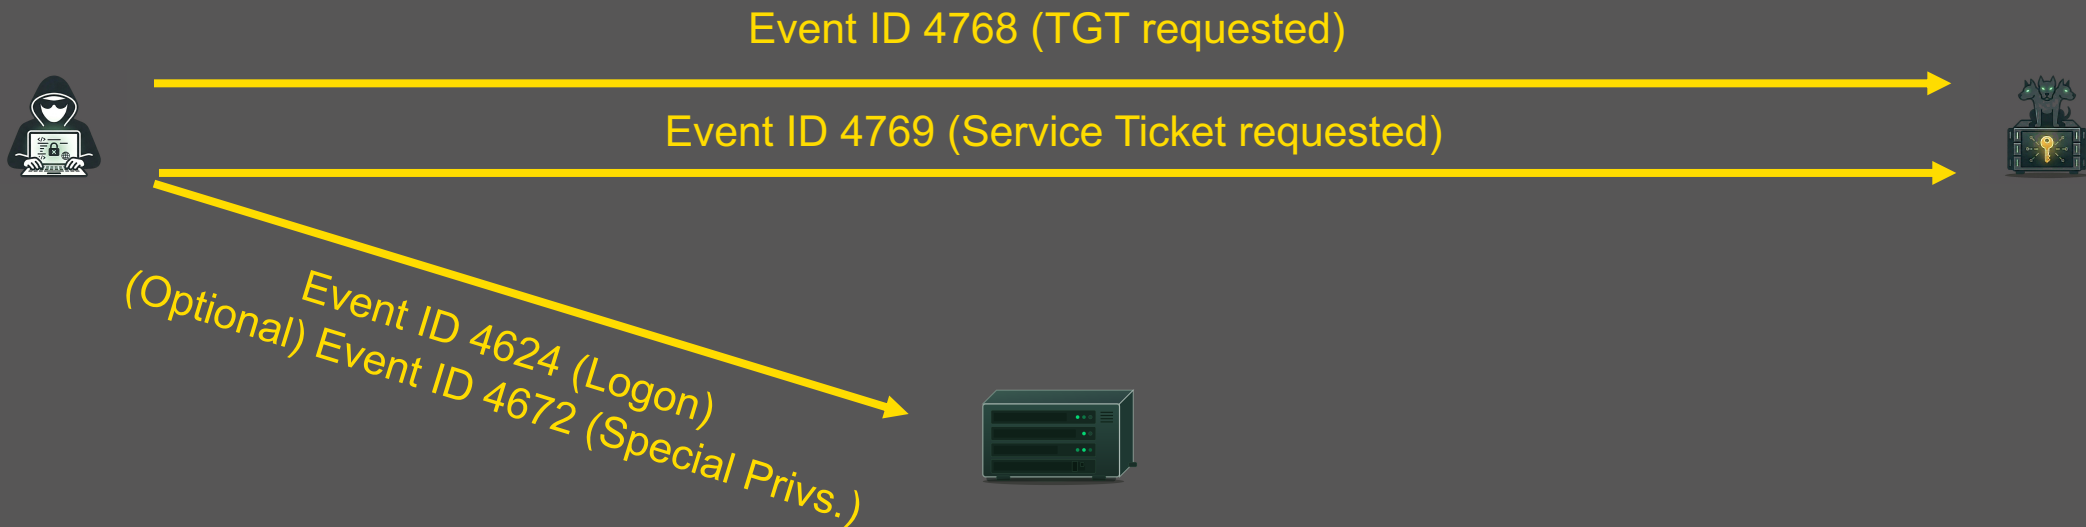 Event ID 4768 (TGT requested)
Event ID 4769 (Service Ticket requested)
Event ID 4624 (Logon)
(Optional) Event ID 4672 (Special Privs.)